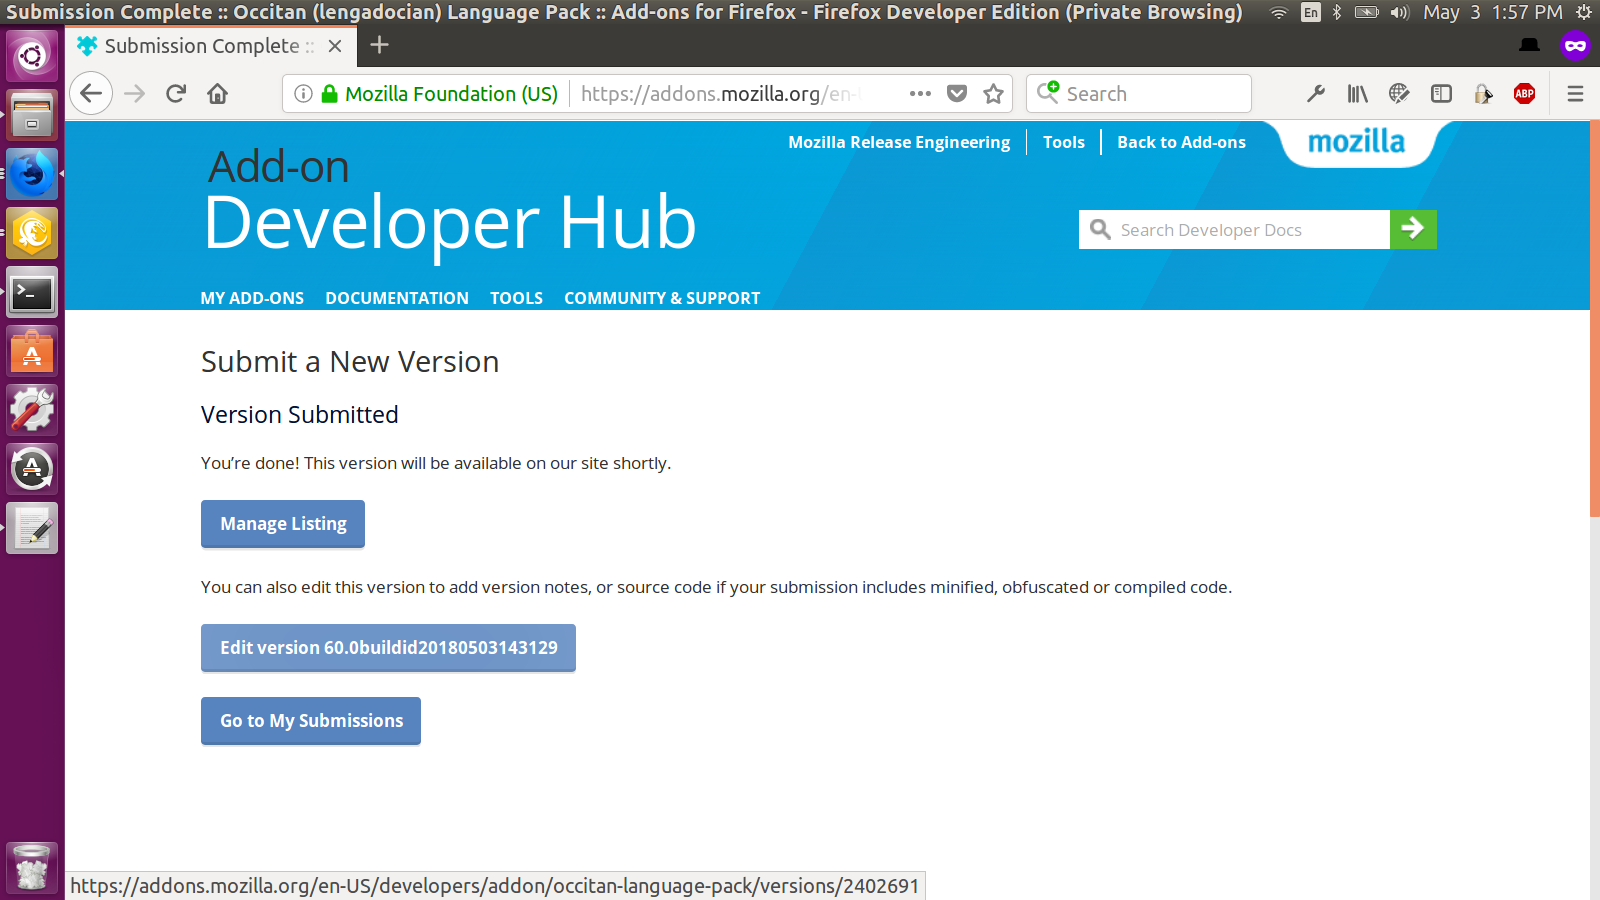 Submission Complete :: Occitan (lengadocian) Language Pack :: Add-ons for Firefox - Firefox Developer Edition (Private Browsing)
En
May 3 1:57 PM
Submission Complete ::
Mozilla Foundation (US)
https://addons.mozilla.org/en-
Search
ABP
Mozilla Release Engineering
Tools
Back to Add-ons
mozilla
Add-on
Developer Hub
Search Developer Docs
MY ADD-ONS
DOCUMENTATION
TOOLS
COMMUNITY & SUPPORT
Submit a New Version
Version Submitted
You’re done! This version will be available on our site shortly.
Manage Listing
You can also edit this version to add version notes, or source code if your submission includes minified, obfuscated or compiled code.
Edit version 60.0buildid20180503143129
Go to My Submissions
https://addons.mozilla.org/en-US/developers/addon/occitan-language-pack/versions/2402691